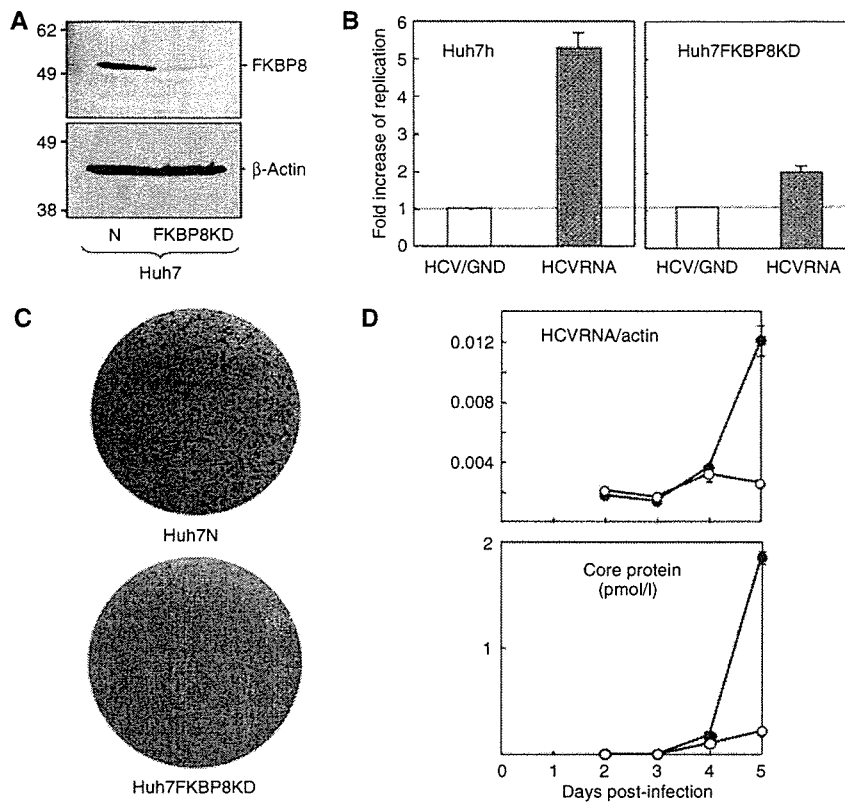 A
62
49
FKBP8
49
38
β-Actin
N FKBP8KD
Huh7
B
Fold increase of replication
6
5
4
3
2
1
0
Huh7h
HCV/GND HCVRNA
Huh7FKBP8KD
HCV/GND HCVRNA
C
Huh7N
Huh7FKBP8KD
D
HCVRNA/actin
0.012
0.008
0.004
Core protein
(pmol/l)
2
1
0 1 2 3 4 5
Days post-infection